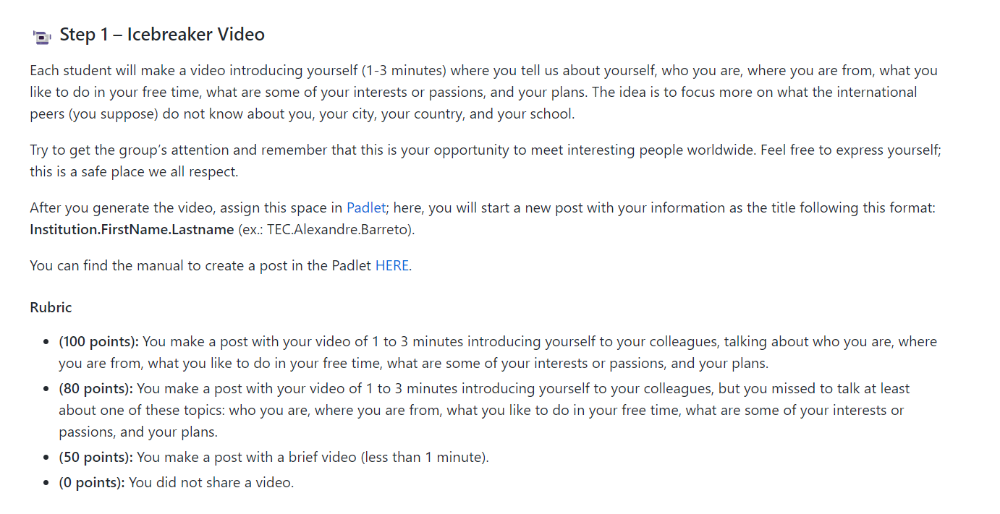 Step 1 – Icebreaker Video
Each student will make a video introducing yourself (1-3 minutes) where you tell us about yourself, who you are, where you are from, what you
like to do in your free time, what are some of your interests or passions, and your plans. The idea is to focus more on what the international
peers (you suppose) do not know about you, your city, your country, and your school.
Try to get the group's attention and remember that this is your opportunity to meet interesting people worldwide. Feel free to express yourself;
this is a safe place we all respect.
After you generate the video, assign this space in Padlet; here, you will start a new post with your information as the title following this format:
Institution.FirstName.Lastname (ex.: TEC.Alexandre.Barreto).
You can find the manual to create a post in the Padlet HERE.
Rubric
• (100 points): You make a post with your video of 1 to 3 minutes introducing yourself to your colleagues, talking about who you are, where
you are from, what you like to do in your free time, what are some of your interests or passions, and your plans.
• (80 points): You make a post with your video of 1 to 3 minutes introducing yourself to your colleagues, but you missed to talk at least
about one of these topics: who you are, where you are from, what you like to do in your free time, what are some of your interests or
passions, and your plans.
• (50 points): You make a post with a brief video (less than 1 minute).
• (0 points): You did not share a video.